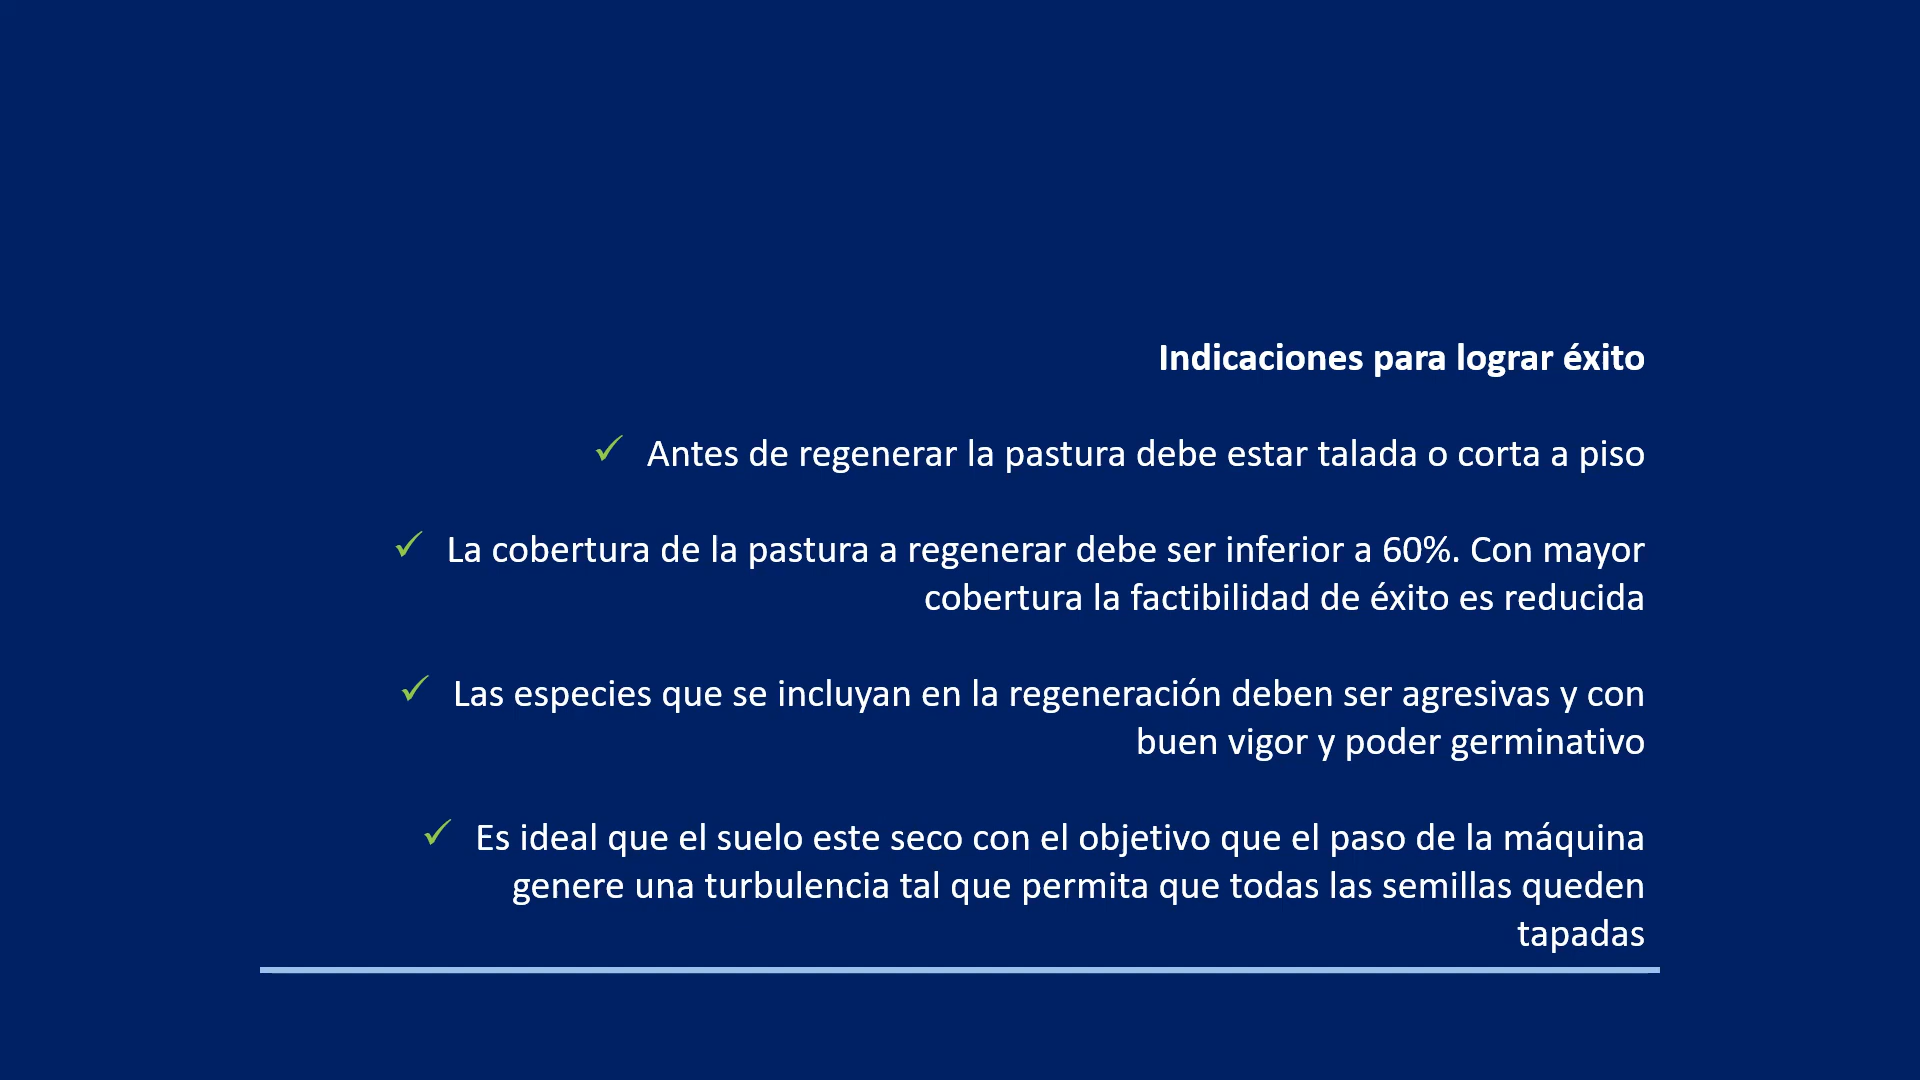 Indicaciones para lograr éxito
✓ Antes de regenerar la pastura debe estar talada o corta a piso
✓ La cobertura de la pastura a regenerar debe ser inferior a 60%. Con mayor
cobertura la factibilidad de éxito es reducida
✓ Las especies que se incluyan en la regeneración deben ser agresivas y con
buen vigor y poder germinativo
✓ Es ideal que el suelo este seco con el objetivo que el paso de la máquina
genere una turbulencia tal que permita que todas las semillas queden
tapadas